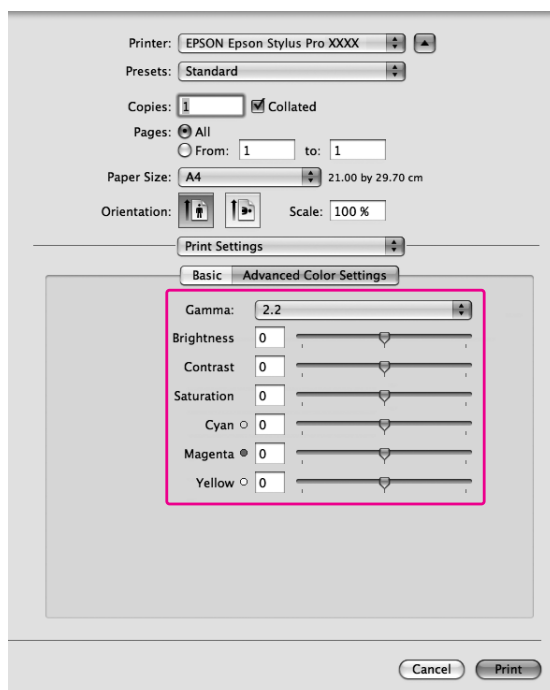 Printer: EPSON Epson Stylus Pro XXXX
Presets: Standard
Copies: 1 Collated
Pages: All
From: 1 to: 1
Paper Size: A4 21.00 by 29.70 cm
Orientation: Scale: 100 %
Print Settings
Basic Advanced Color Settings
Gamma: 2.2
Brightness 0
Contrast 0
Saturation 0
Cyan 0
Magenta 0
Yellow 0
Cancel Print